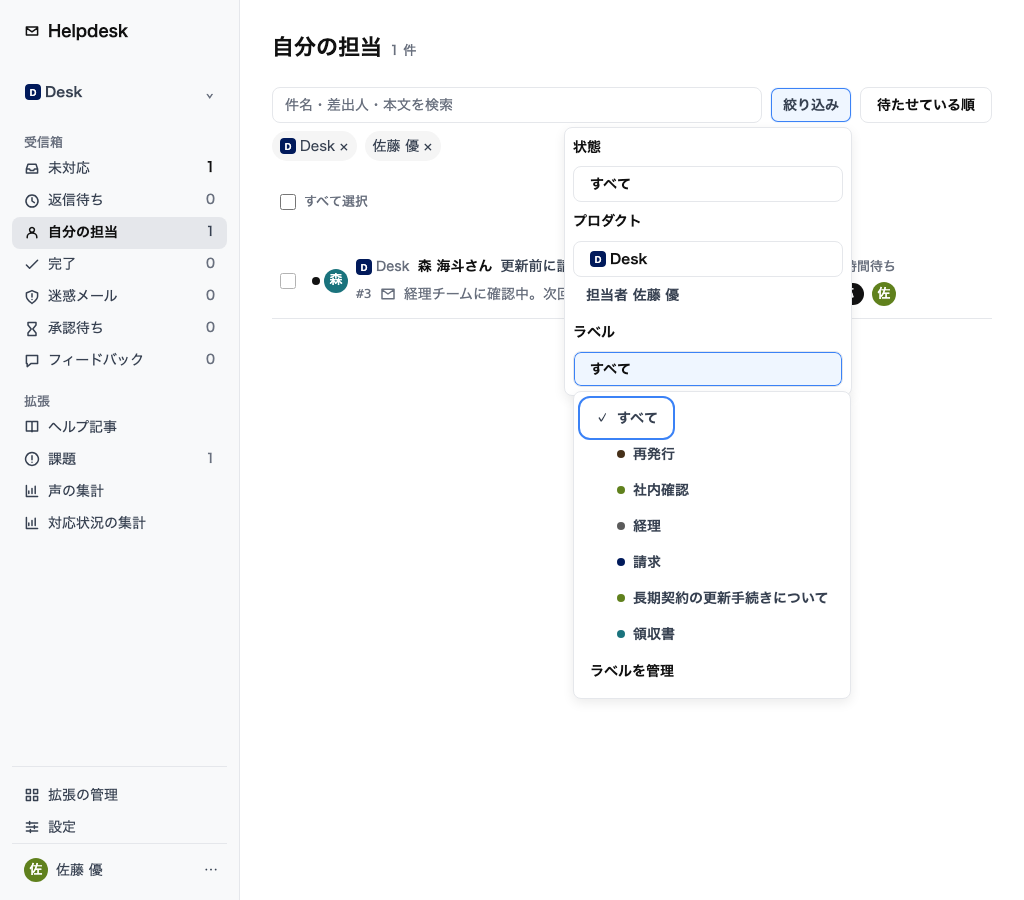 Helpdesk
D Desk
受信箱
未対応 1
返信待ち 0
自分の担当 1
完了 0
迷惑メール 0
承認待ち 0
フィードバック 0
拡張
ヘルプ記事
課題 1
声の集計
対応状況の集計
拡張の管理
設定
佐 佐藤 優 ...
自分の担当 1 件
件名・差出人・本文を検索 絞り込み 待たせている順
D Desk × 佐藤 優 ×
すべて選択
森 D Desk 森 海斗さん 更新前に 時間待ち
#3 経理チームに確認中。次回 佐
状態
すべて
プロダクト
D Desk
担当者 佐藤 優
ラベル
すべて
✓ すべて
再発行
社内確認
経理
請求
長期契約の更新手続きについて
領収書
ラベルを管理